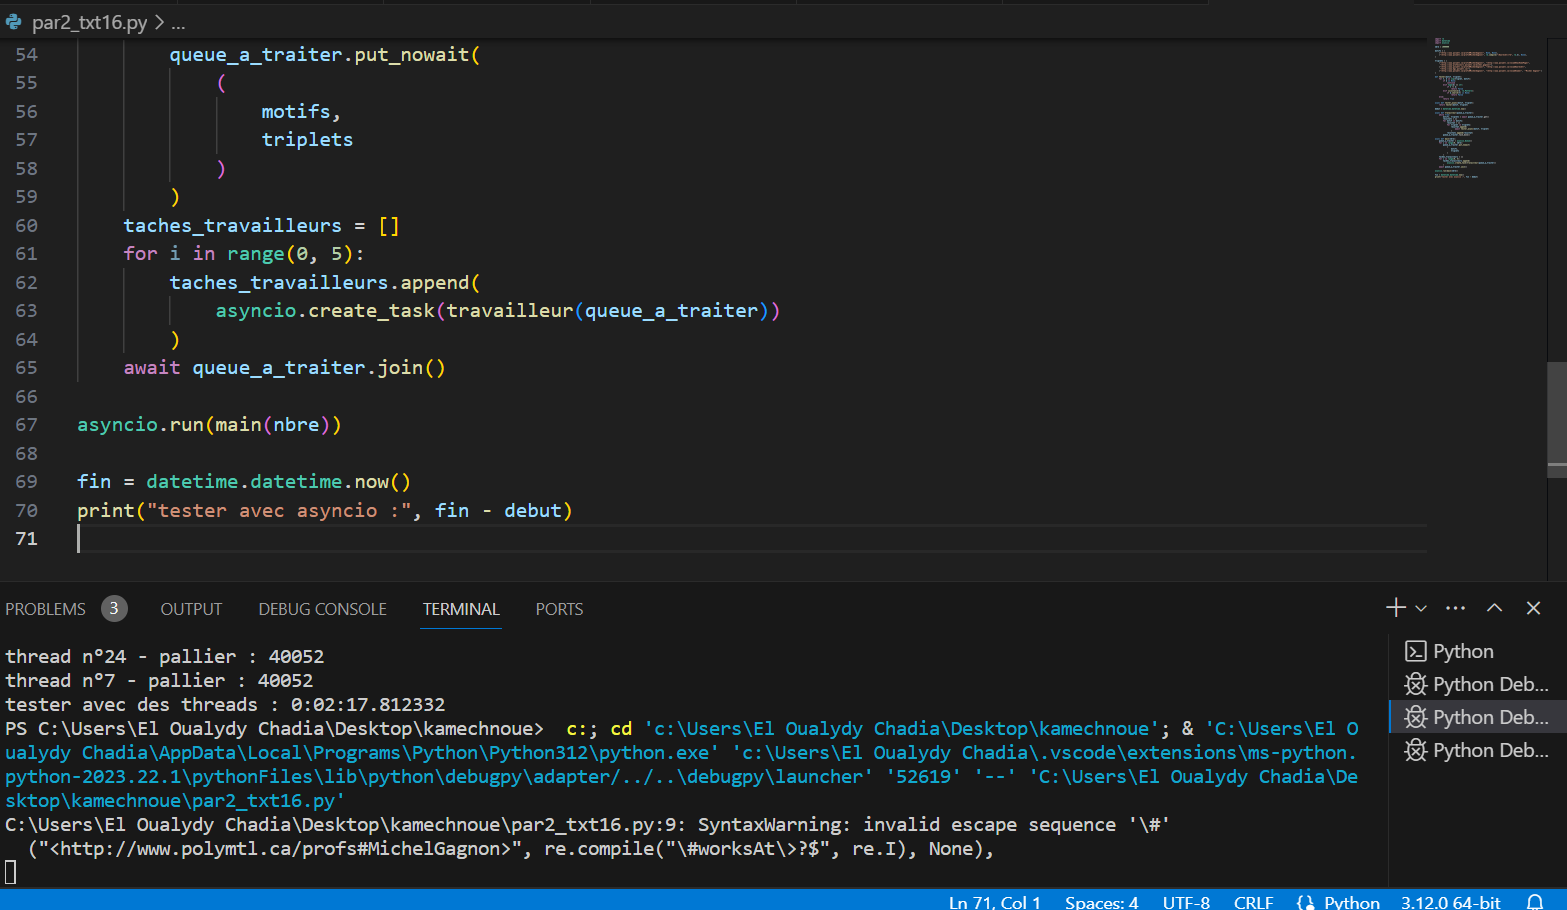 par2_txt16.py > ...
54 queue_a_traiter.put_nowait(
55 (
56 motifs,
57 triplets
58 )
59 )
60 taches_travailleurs = []
61 for i in range(0, 5):
62 taches_travailleurs.append(
63 asyncio.create_task(travailleur(queue_a_traiter))
64 )
65 await queue_a_traiter.join()
66
67 asyncio.run(main(nbre))
68
69 fin = datetime.datetime.now()
70 print("tester avec asyncio :", fin - debut)
71
PROBLEMS 3 OUTPUT DEBUG CONSOLE TERMINAL PORTS
thread n°24 - pallier : 40052
thread n°7 - pallier : 40052
tester avec des threads : 0:02:17.812332
PS C:\Users\El Oualydy Chadia\Desktop\kamechnoue>  c:; cd 'c:\Users\El Oualydy Chadia\Desktop\kamechnoue'; & 'C:\Users\El O
ualydy Chadia\AppData\Local\Programs\Python\Python312\python.exe' 'c:\Users\El Oualydy Chadia\.vscode\extensions\ms-python.
python-2023.22.1\pythonFiles\lib\python\debugpy\adapter/../..\debugpy\launcher' '52619' '--' 'C:\Users\El Oualydy Chadia\De
sktop\kamechnoue\par2_txt16.py'
C:\Users\El Oualydy Chadia\Desktop\kamechnoue\par2_txt16.py:9: SyntaxWarning: invalid escape sequence '\#'
("<http://www.polymtl.ca/profs#MichelGagnon>", re.compile("\#worksAt\>?$", re.I), None),
Python
Python Deb...
Python Deb...
Python Deb...
Ln 71, Col 1 Spaces: 4 UTF-8 CRLF Python 3.12.0 64-bit